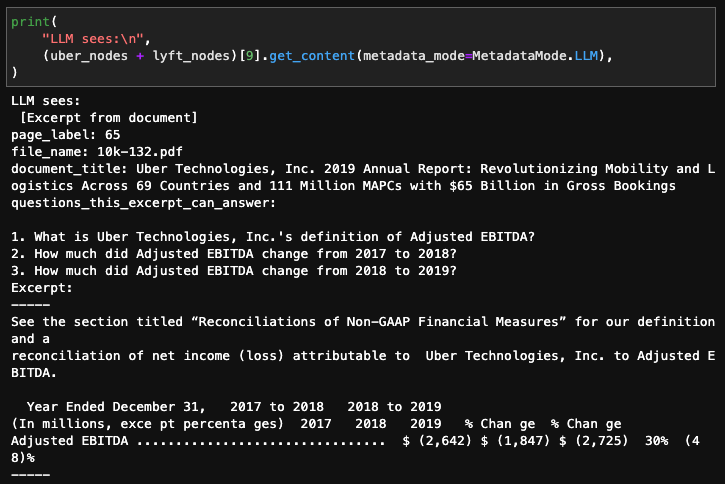 print(
    "LLM sees:\n",
    (uber_nodes + lyft_nodes)[9].get_content(metadata_mode=MetadataMode.LLM),
)
LLM sees:
 [Excerpt from document]
page_label: 65
file_name: 10k-132.pdf
document_title: Uber Technologies, Inc. 2019 Annual Report: Revolutionizing Mobility and L
ogistics Across 69 Countries and 111 Million MAPCs with $65 Billion in Gross Bookings
questions_this_excerpt_can_answer:

1. What is Uber Technologies, Inc.'s definition of Adjusted EBITDA?
2. How much did Adjusted EBITDA change from 2017 to 2018?
3. How much did Adjusted EBITDA change from 2018 to 2019?
Excerpt:
-----
See the section titled “Reconciliations of Non-GAAP Financial Measures” for our definition
and a
reconciliation of net income (loss) attributable to  Uber Technologies, Inc. to Adjusted E
BITDA.

  Year Ended December 31,   2017 to 2018   2018 to 2019
(In millions, exce pt percenta ges)  2017   2018   2019   % Chan ge  % Chan ge
Adjusted EBITDA ................................  $ (2,642) $ (1,847) $ (2,725)  30%  (4
8)%
-----